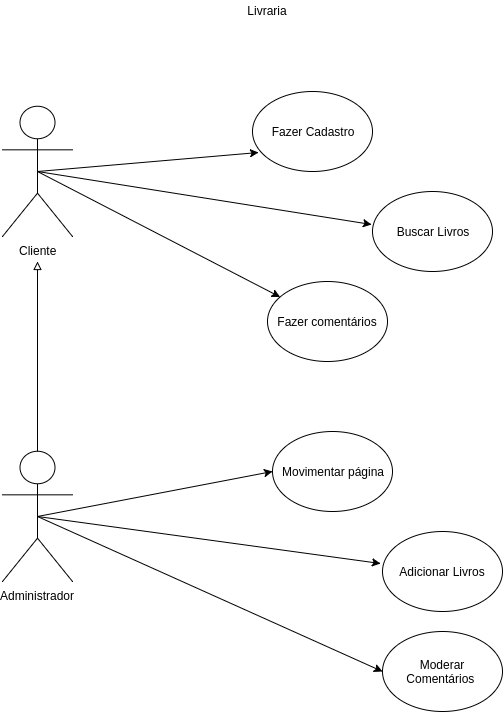 Livraria
Fazer Cadastro
Buscar Livros
Cliente
Fazer comentários
Movimentar página
Adicionar Livros
Administrador
Moderar
Comentários